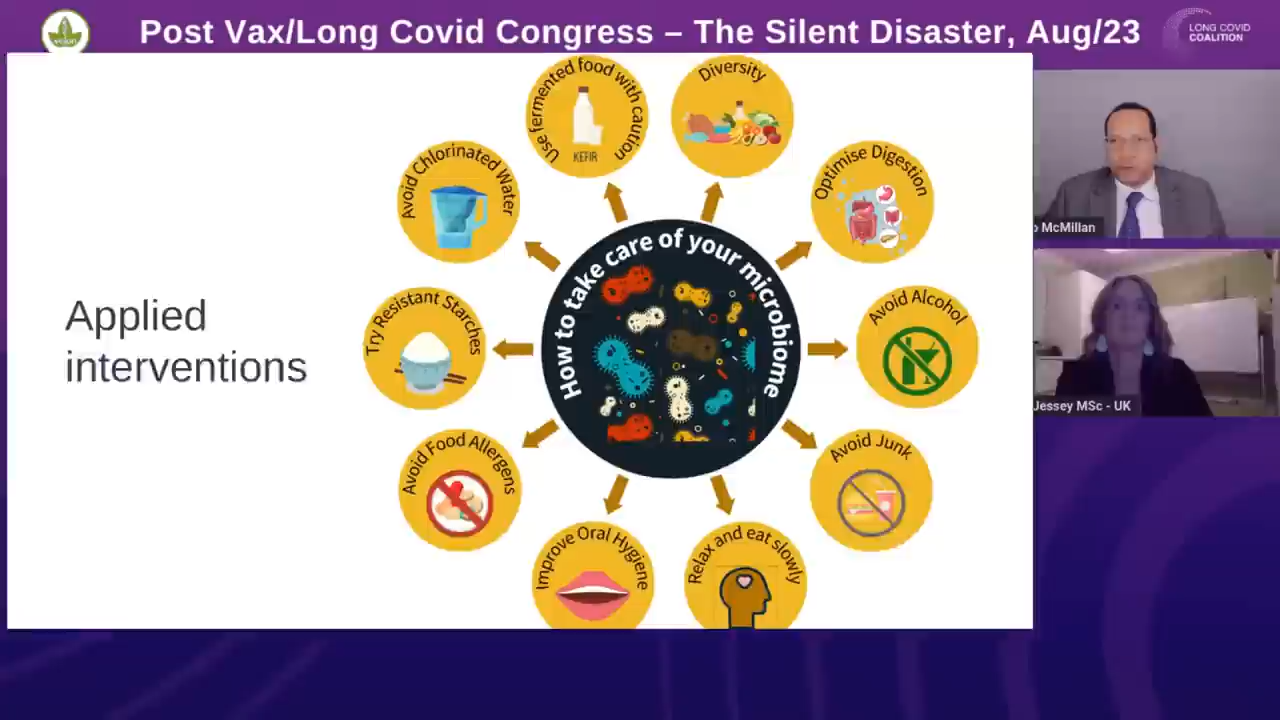 Post Vax/Long Covid Congress – The Silent Disaster, Aug/23
LONG COVID
COALITION
Applied
interventions
How to take care of your microbiome
Use fermented food with caution
KEFIR
Diversity
Optimise Digestion
Avoid Alcohol
Avoid Junk
Relax and eat slowly
Improve Oral Hygiene
Avoid Food Allergens
Try Resistant Starches
Avoid Chlorinated Water
McMillan
Jessey MSc - UK